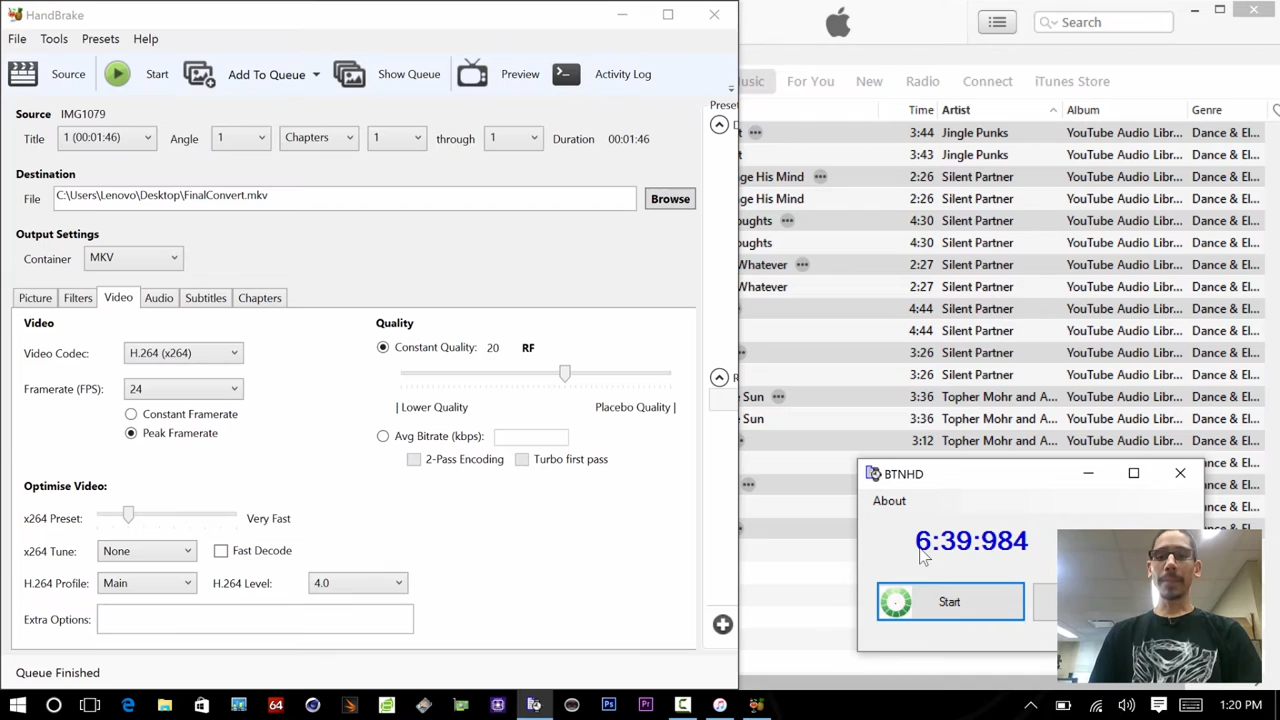 HandBrake
File Tools Presets Help
Source Start Add To Queue Show Queue Preview Activity Log
Source IMG1079
Title 1 (00:01:46) Angle 1 Chapters 1 through 1 Duration 00:01:46
Destination
File C:\Users\Lenovo\Desktop\FinalConvert.mkv Browse
Output Settings
Container MKV
Picture Filters Video Audio Subtitles Chapters
Video Quality
Constant Quality: 20 RF
Video Codec: H.264 (x264)
Framerate (FPS): 24
| Lower Quality Placebo Quality |
Constant Framerate
Peak Framerate Avg Bitrate (kbps):
2-Pass Encoding Turbo first pass
Optimise Video:
x264 Preset: Very Fast
x264 Tune: None Fast Decode
H.264 Profile: Main H.264 Level: 4.0
Extra Options:
Queue Finished
Preset
Search
For You New Radio Connect iTunes Store
Time Artist Album Genre
3:44 Jingle Punks YouTube Audio Libr... Dance & El...
3:43 Jingle Punks YouTube Audio Libr... Dance & El...
ge His Mind 2:26 Silent Partner YouTube Audio Libr... Dance & El...
ge His Mind 2:26 Silent Partner YouTube Audio Libr... Dance & El...
oughts 4:30 Silent Partner YouTube Audio Libr... Dance & El...
oughts 4:30 Silent Partner YouTube Audio Libr... Dance & El...
Whatever 2:27 Silent Partner YouTube Audio Libr... Dance & El...
Whatever 2:27 Silent Partner YouTube Audio Libr... Dance & El...
4:44 Silent Partner YouTube Audio Libr... Dance & El...
4:44 Silent Partner YouTube Audio Libr... Dance & El...
3:26 Silent Partner YouTube Audio Libr... Dance & El...
3:26 Silent Partner YouTube Audio Libr... Dance & El...
Sun 3:36 Topher Mohr and A... YouTube Audio Libr... Dance & El...
Sun 3:36 Topher Mohr and A... YouTube Audio Libr... Dance & El...
3:12 Topher Mohr and A... YouTube Audio Libr... Dance & El...
BTNHD
About
6:39:984
Start
64 Ps Pr 1:20 PM